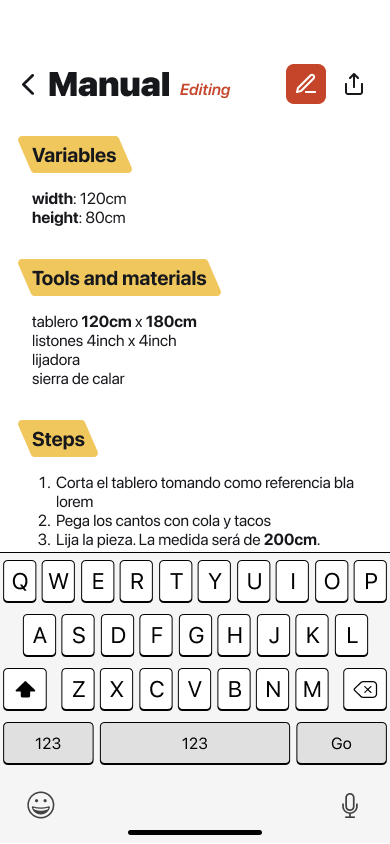 Manual Editing
Variables
width: 120cm
height: 80cm
Tools and materials
tablero 120cm x 180cm
listones 4inch x 4inch
lijadora
sierra de calar
Steps
1. Corta el tablero tomando como referencia bla
lorem
2. Pega los cantos con cola y tacos
3. Lija la pieza. La medida será de 200cm.
Q W E R T Y U I O P
A S D F G H J K L
Z X C V B N M
123 123 Go